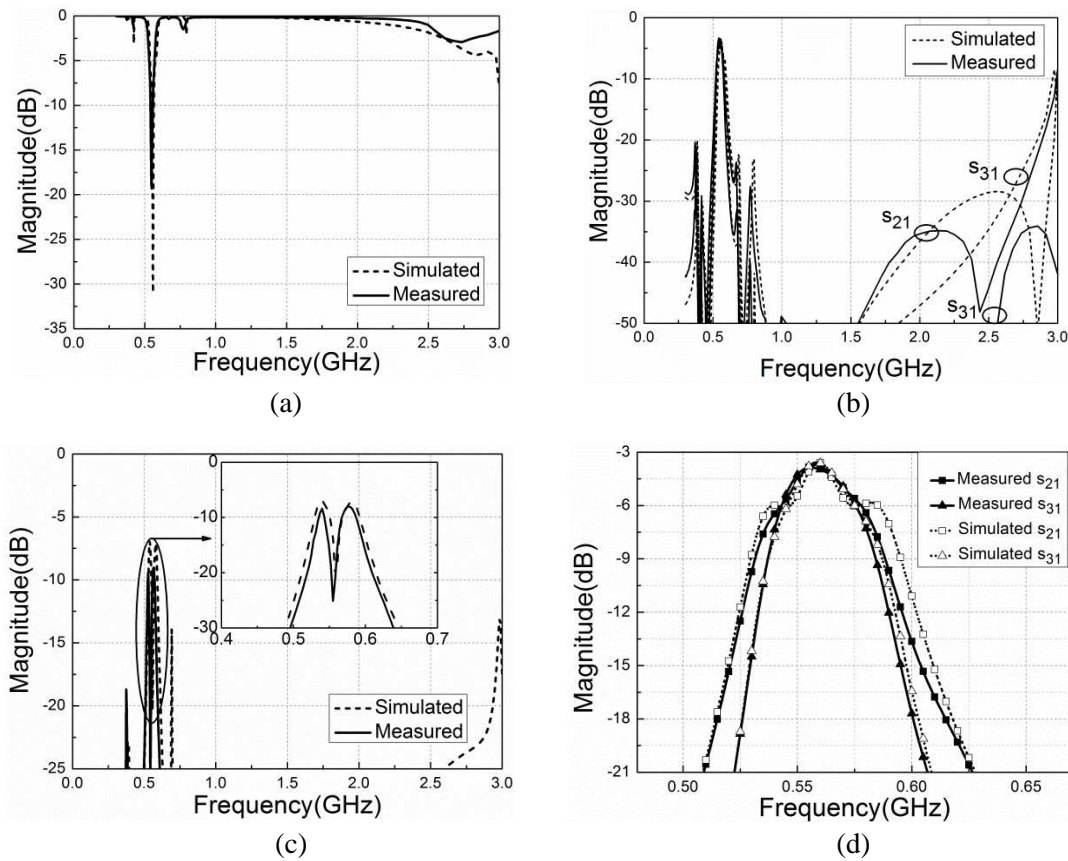 0
-5
-10
-15
-20
-25
-30
-35
Magnitude(dB)
Simulated
Measured
0.0 0.5 1.0 1.5 2.0 2.5 3.0
Frequency(GHz)
(a)
0
-10
-20
-30
-40
-50
Magnitude(dB)
Simulated
Measured
s31
s21
s31
0.0 0.5 1.0 1.5 2.0 2.5 3.0
Frequency(GHz)
(b)
0
-5
-10
-15
-20
-25
Magnitude(dB)
0
-10
-20
-30
0.4 0.5 0.6 0.7
Simulated
Measured
0.0 0.5 1.0 1.5 2.0 2.5 3.0
Frequency(GHz)
(c)
-3
-6
-9
-12
-15
-18
-21
Magnitude(dB)
Measured s21
Measured s31
Simulated s21
Simulated s31
0.50 0.55 0.60 0.65
Frequency(GHz)
(d)